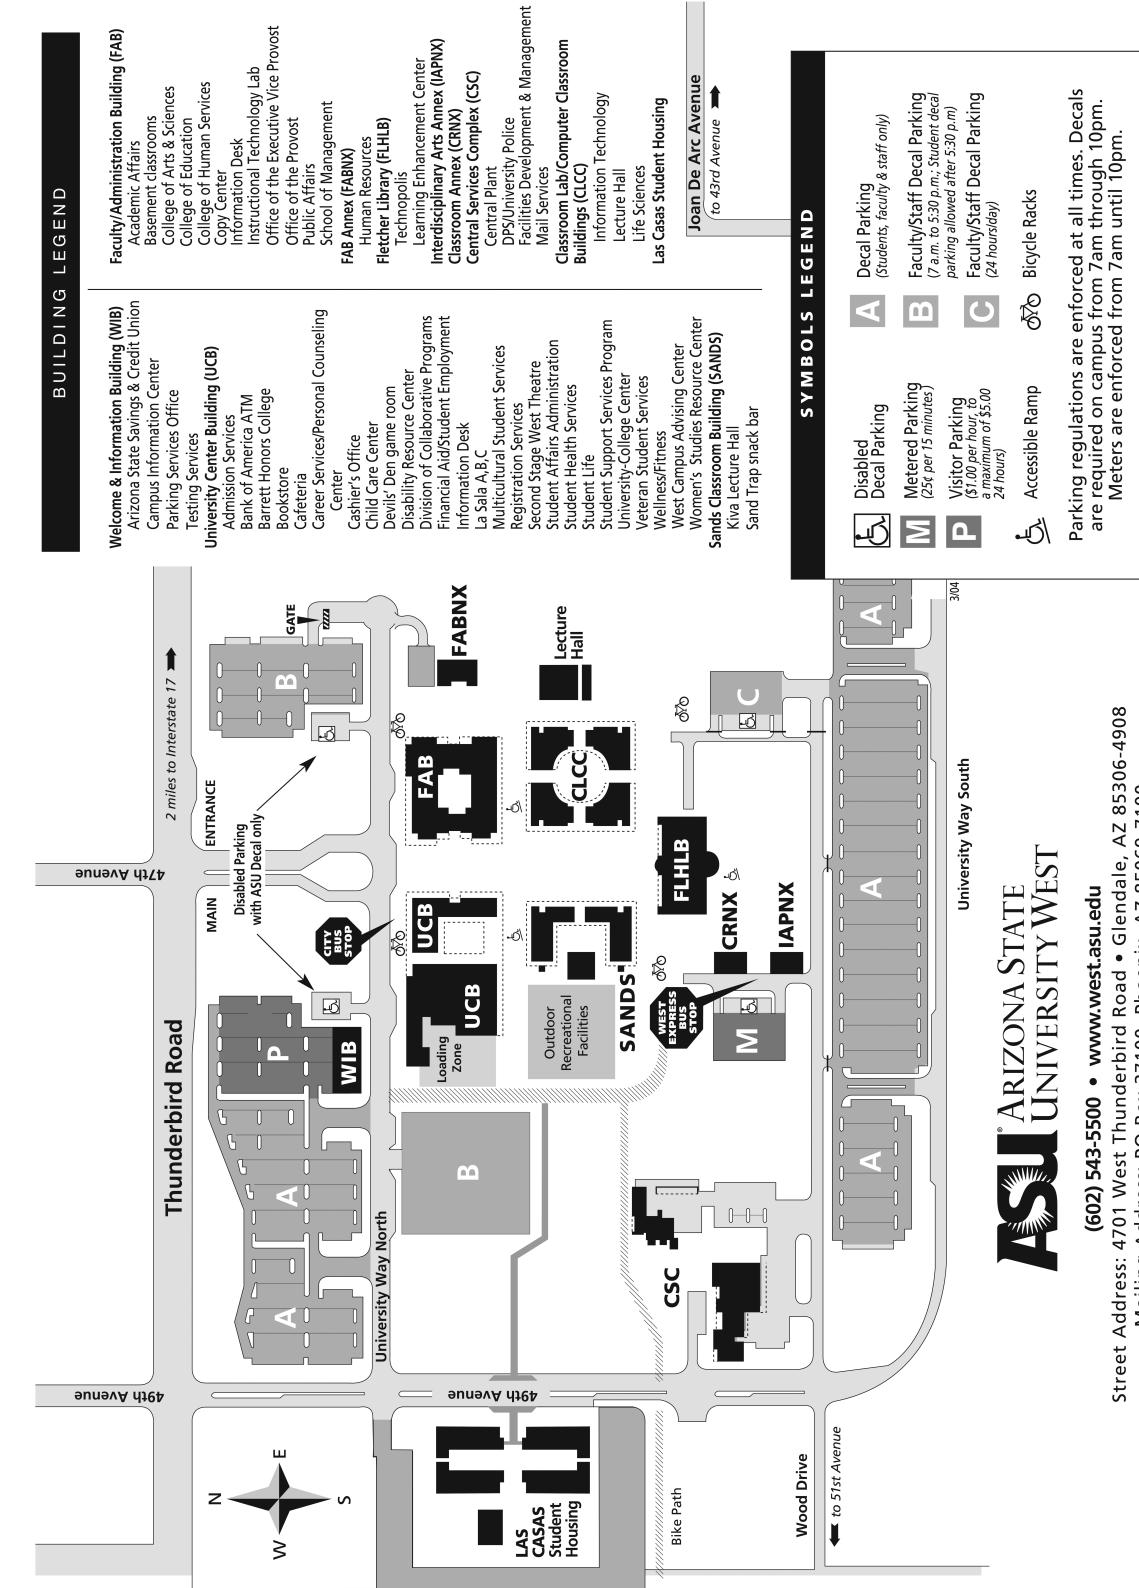 BUILDING LEGEND
Welcome & Information Building (WIB)
Arizona State Savings & Credit Union
Campus Information Center
Parking Services Office
Testing Services
University Center Building (UCB)
Admission Services
Bank of America ATM
Barrett Honors College
Bookstore
Cafeteria
Career Services/Personal Counseling
Center
Cashier's Office
Child Care Center
Devils' Den game room
Disability Resource Center
Division of Collaborative Programs
Financial Aid/Student Employment
Information Desk
La Sala A,B,C
Multicultural Student Services
Registration Services
Second Stage West Theatre
Student Affairs Administration
Student Health Services
Student Life
Student Support Services Program
University-College Center
Veteran Student Services
Wellness/Fitness
West Campus Advising Center
Women's Studies Resource Center
Sands Classroom Building (SANDS)
Kiva Lecture Hall
Sand Trap snack bar
Faculty/Administration Building (FAB)
Academic Affairs
Basement classrooms
College of Arts & Sciences
College of Education
College of Human Services
Copy Center
Information Desk
Instructional Technology Lab
Office of the Executive Vice Provost
Office of the Provost
Public Affairs
School of Management
FAB Annex (FABNX)
Human Resources
Fletcher Library (FLHLB)
Technopolis
Learning Enhancement Center
Interdisciplinary Arts Annex (IAPNX)
Classroom Annex (CRNX)
Central Services Complex (CSC)
Central Plant
DPS/University Police
Facilities Development & Management
Mail Services
Classroom Lab/Computer Classroom
Buildings (CLCC)
Information Technology
Lecture Hall
Life Sciences
Las Casas Student Housing
Joan De Arc Avenue
to 43rd Avenue
SYMBOLS LEGEND
Disabled
Decal Parking
M
Metered Parking
(25¢ per 15 minutes)
P
Visitor Parking
($1.00 per hour, to
a maximum of $5.00
24 hours)
Accessible Ramp
A
Decal Parking
(Students, faculty & staff only)
B
Faculty/Staff Decal Parking
(7 a.m. to 5:30 p.m.; Student decal
parking allowed after 5:30 p.m)
C
Faculty/Staff Decal Parking
(24 hours/day)
Bicycle Racks
Parking regulations are enforced at all times. Decals
are required on campus from 7am through 10pm.
Meters are enforced from 7am until 10pm.
3/04
49th Avenue
Thunderbird Road
47th Avenue
2 miles to Interstate 17
MAIN
ENTRANCE
Disabled Parking
with ASU Decal only
GATE
N
E
S
W
A
A
P
WIB
CITY
BUS
STOP
B
University Way North
49th Avenue
B
Loading
Zone
UCB
UCB
FAB
FABNX
LAS
CASAS
Student
Housing
Outdoor
Recreational
Facilities
SANDS
CLCC
Lecture
Hall
CSC
WEST
EXPRESS
BUS
STOP
M
CRNX
IAPNX
FLHLB
C
Bike Path
Wood Drive
to 51st Avenue
A
A
A
University Way South
ASU®
ARIZONA STATE
UNIVERSITY WEST
(602) 543-5500 • www.west.asu.edu
Street Address: 4701 West Thunderbird Road • Glendale, AZ 85306-4908